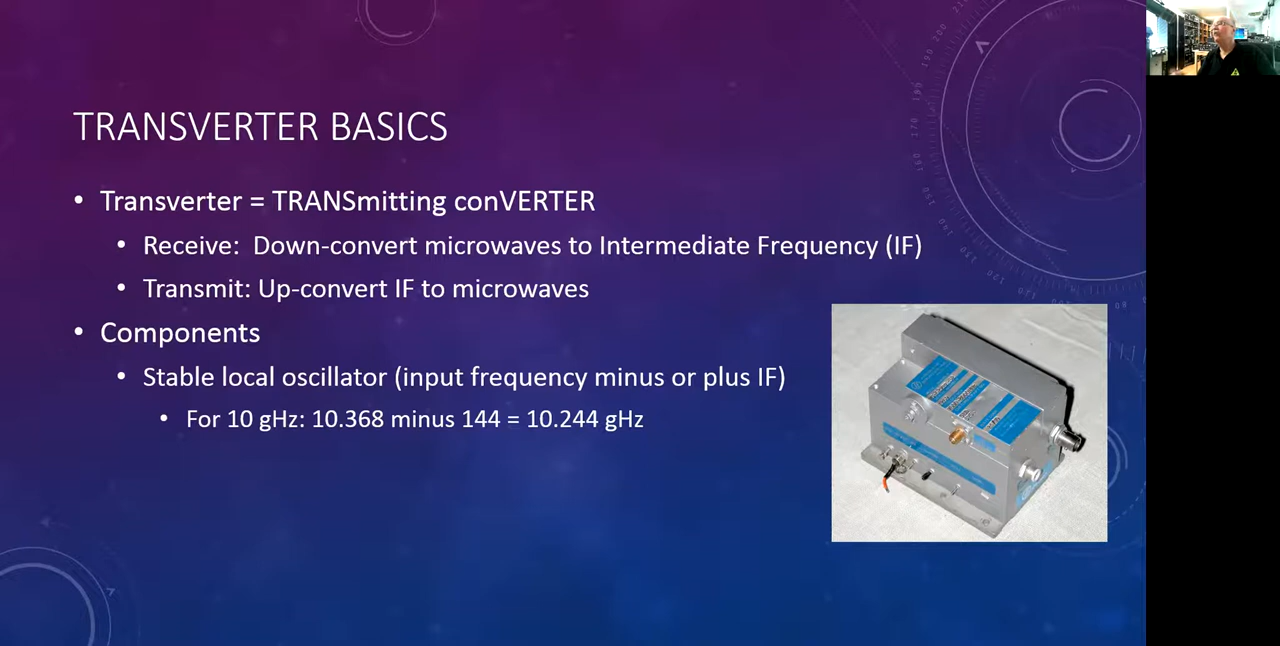 TRANSVERTER BASICS
• Transverter = TRANSmitting conVERTER
• Receive: Down-convert microwaves to Intermediate Frequency (IF)
• Transmit: Up-convert IF to microwaves
• Components
• Stable local oscillator (input frequency minus or plus IF)
• For 10 gHz: 10.368 minus 144 = 10.244 gHz